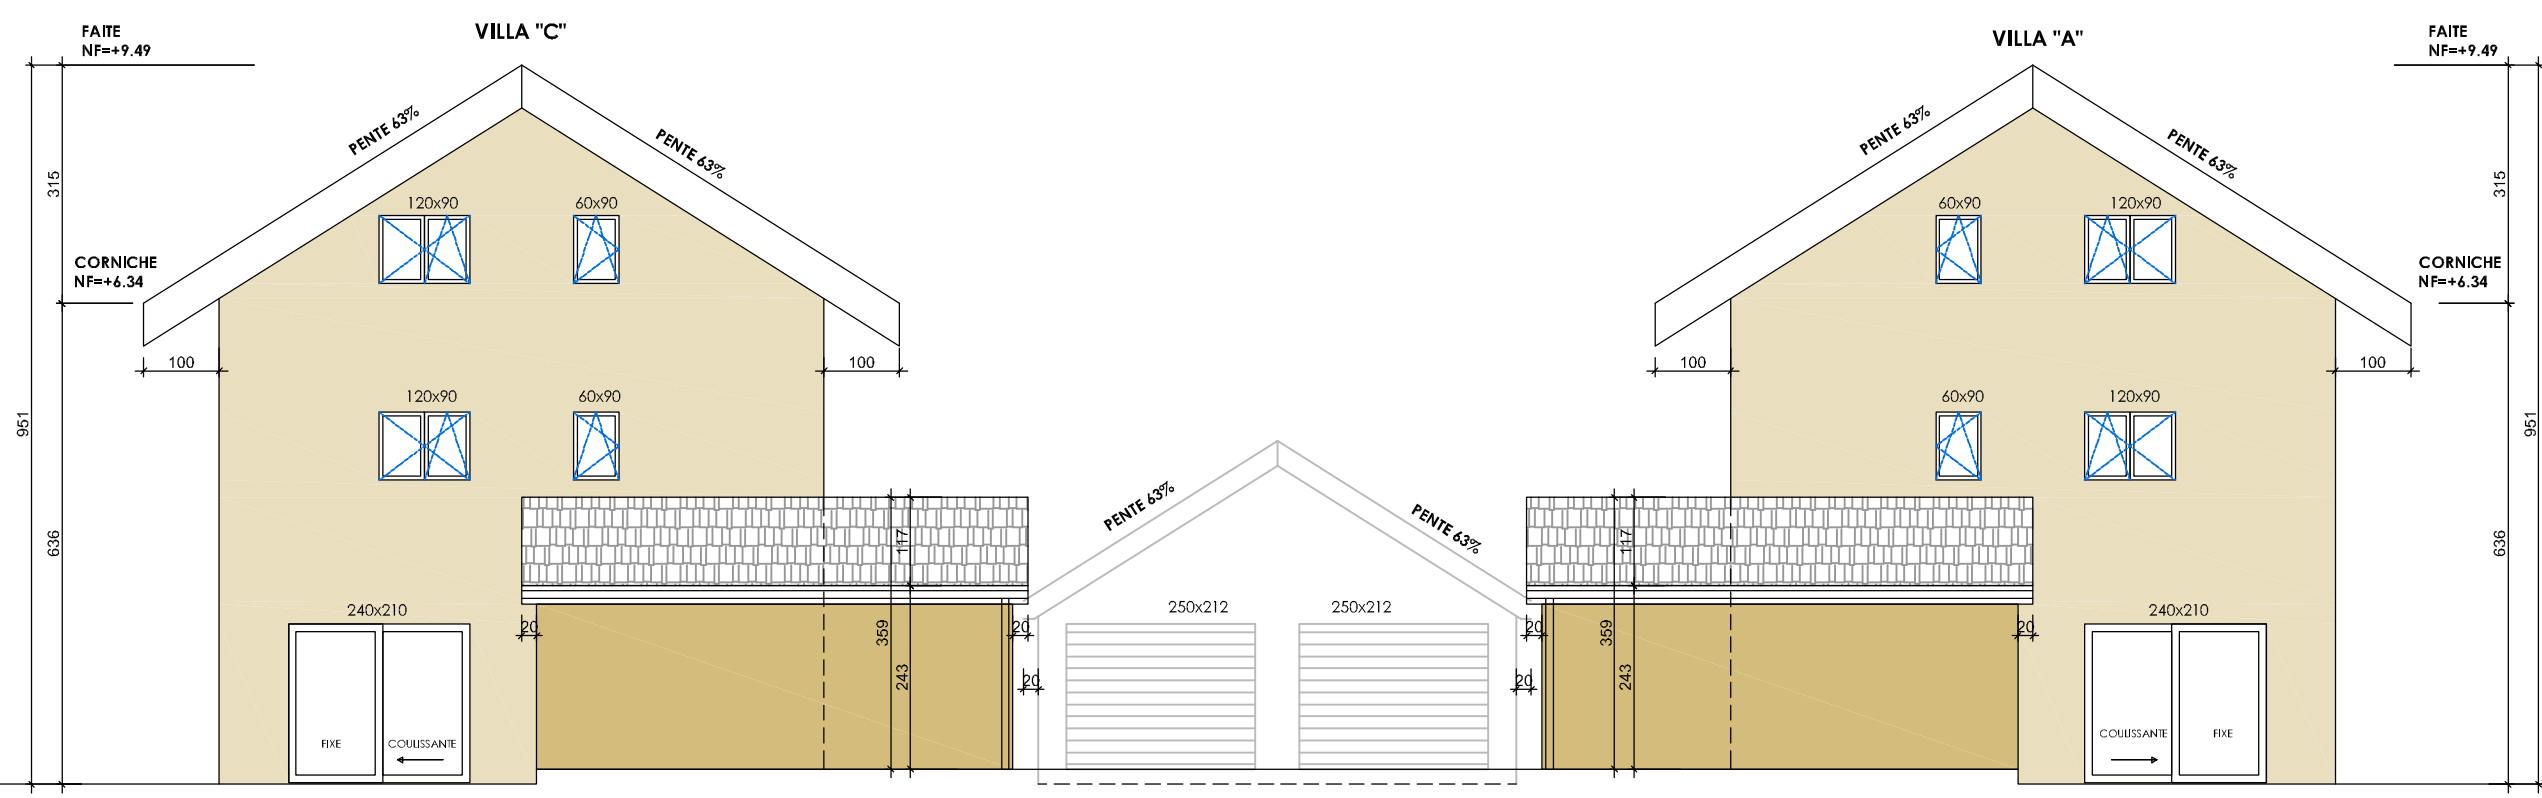 FAITE
NF=+9.49
VILLA "C"
VILLA "A"
FAITE
NF=+9.49
PENTE 63%
PENTE 63%
PENTE 63%
PENTE 63%
315
315
120x90
60x90
60x90
120x90
CORNICHE
NF=+6.34
CORNICHE
NF=+6.34
100
100
100
100
120x90
60x90
60x90
120x90
951
951
636
636
PENTE 63%
PENTE 63%
117
117
240x210
250x212
250x212
240x210
20
20
20
20
359
359
243
243
20
20
FIXE
COULISSANTE
COULISSANTE
FIXE